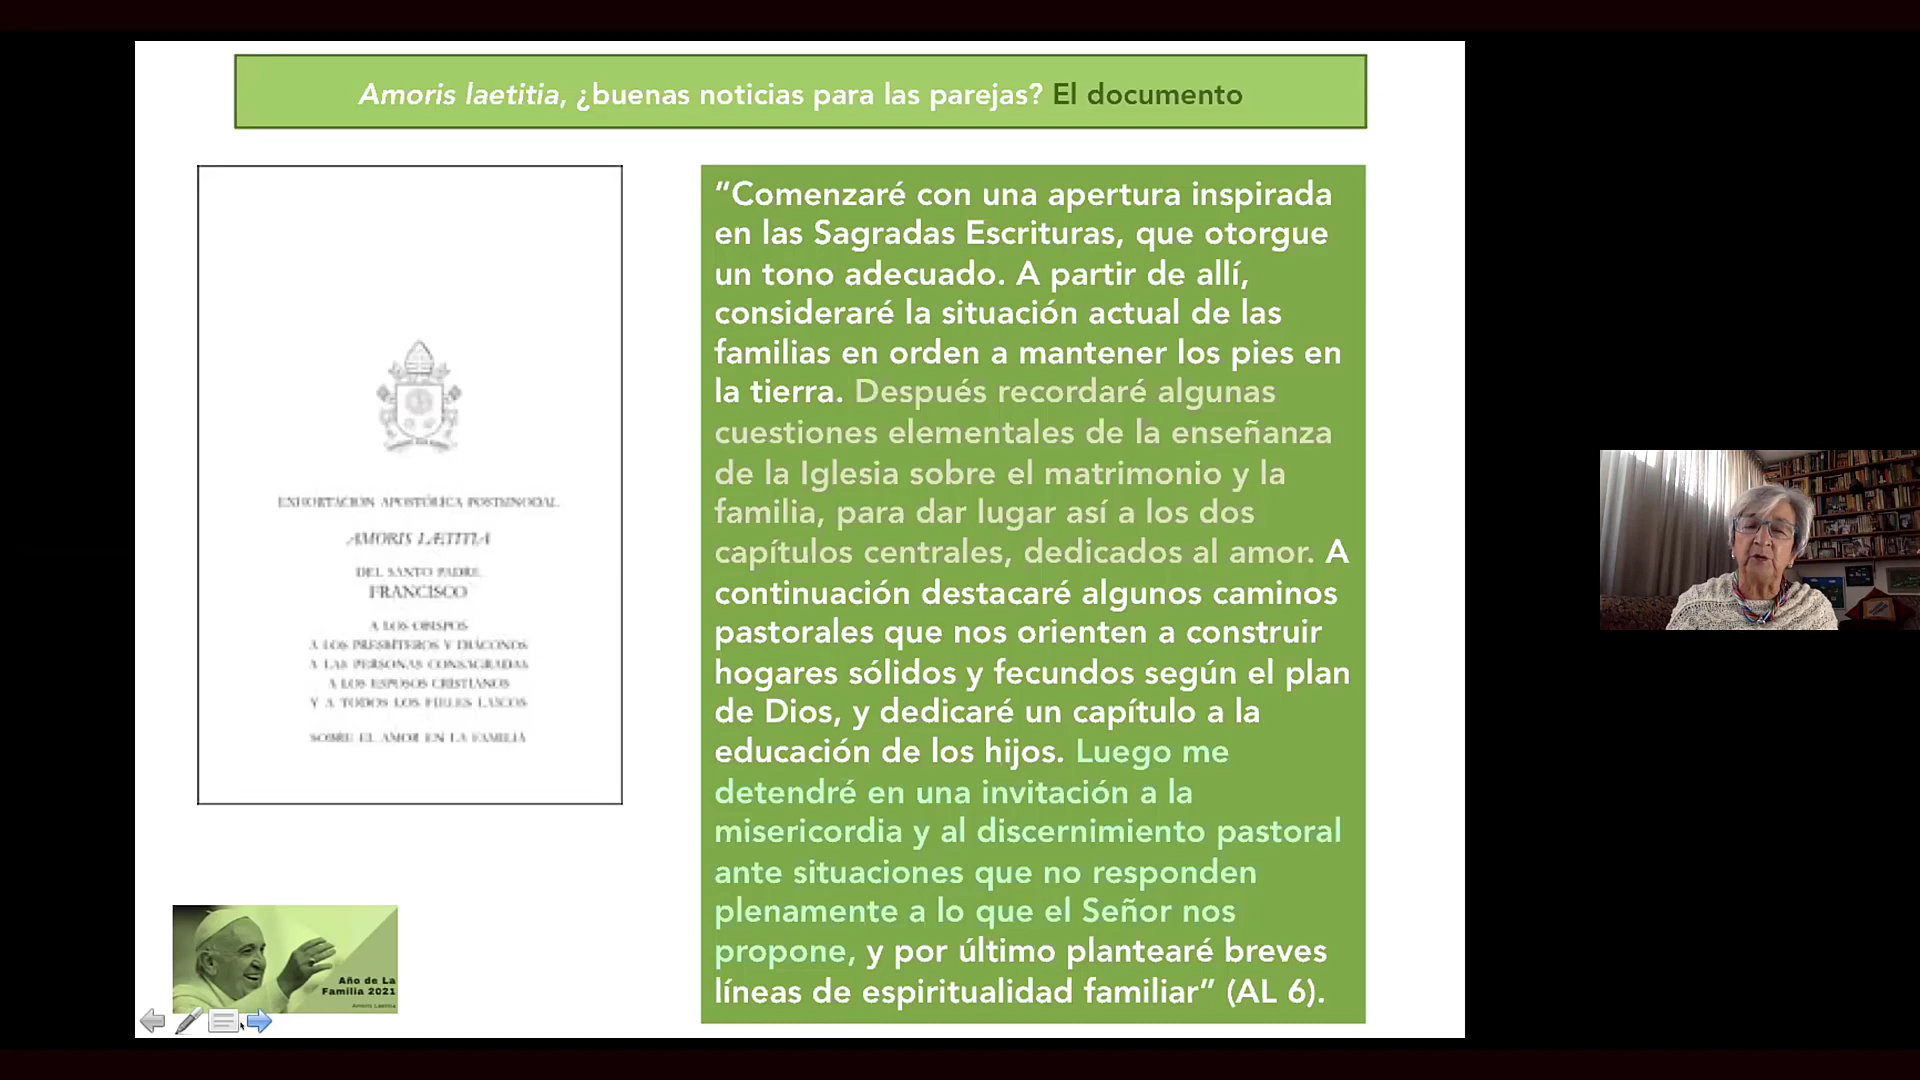 Amoris laetitia, ¿buenas noticias para las parejas? El documento
EXHORTACIÓN APOSTÓLICA POSTSINODAL
AMORIS LÆTITIA
DEL SANTO PADRE
FRANCISCO
A LOS OBISPOS
A LOS PRESBÍTEROS Y DIÁCONOS
A LAS PERSONAS CONSAGRADAS
A LOS ESPOSOS CRISTIANOS
Y A TODOS LOS FIELES LAICOS
SOBRE EL AMOR EN LA FAMILIA
“Comenzaré con una apertura inspirada
en las Sagradas Escrituras, que otorgue
un tono adecuado. A partir de allí,
consideraré la situación actual de las
familias en orden a mantener los pies en
la tierra. Después recordaré algunas
cuestiones elementales de la enseñanza
de la Iglesia sobre el matrimonio y la
familia, para dar lugar así a los dos
capítulos centrales, dedicados al amor. A
continuación destacaré algunos caminos
pastorales que nos orienten a construir
hogares sólidos y fecundos según el plan
de Dios, y dedicaré un capítulo a la
educación de los hijos. Luego me
detendré en una invitación a la
misericordia y al discernimiento pastoral
ante situaciones que no responden
plenamente a lo que el Señor nos
propone, y por último plantearé breves
líneas de espiritualidad familiar” (AL 6).
Año de La
Familia 2021
Amoris Laetitia